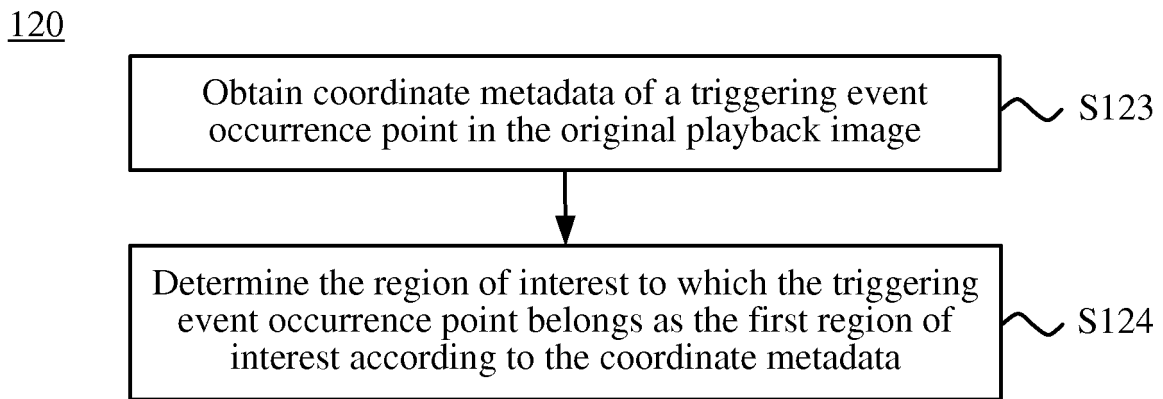 120
Obtain coordinate metadata of a triggering event
occurrence point in the original playback image
S123
Determine the region of interest to which the triggering
event occurrence point belongs as the first region of
interest according to the coordinate metadata
S124